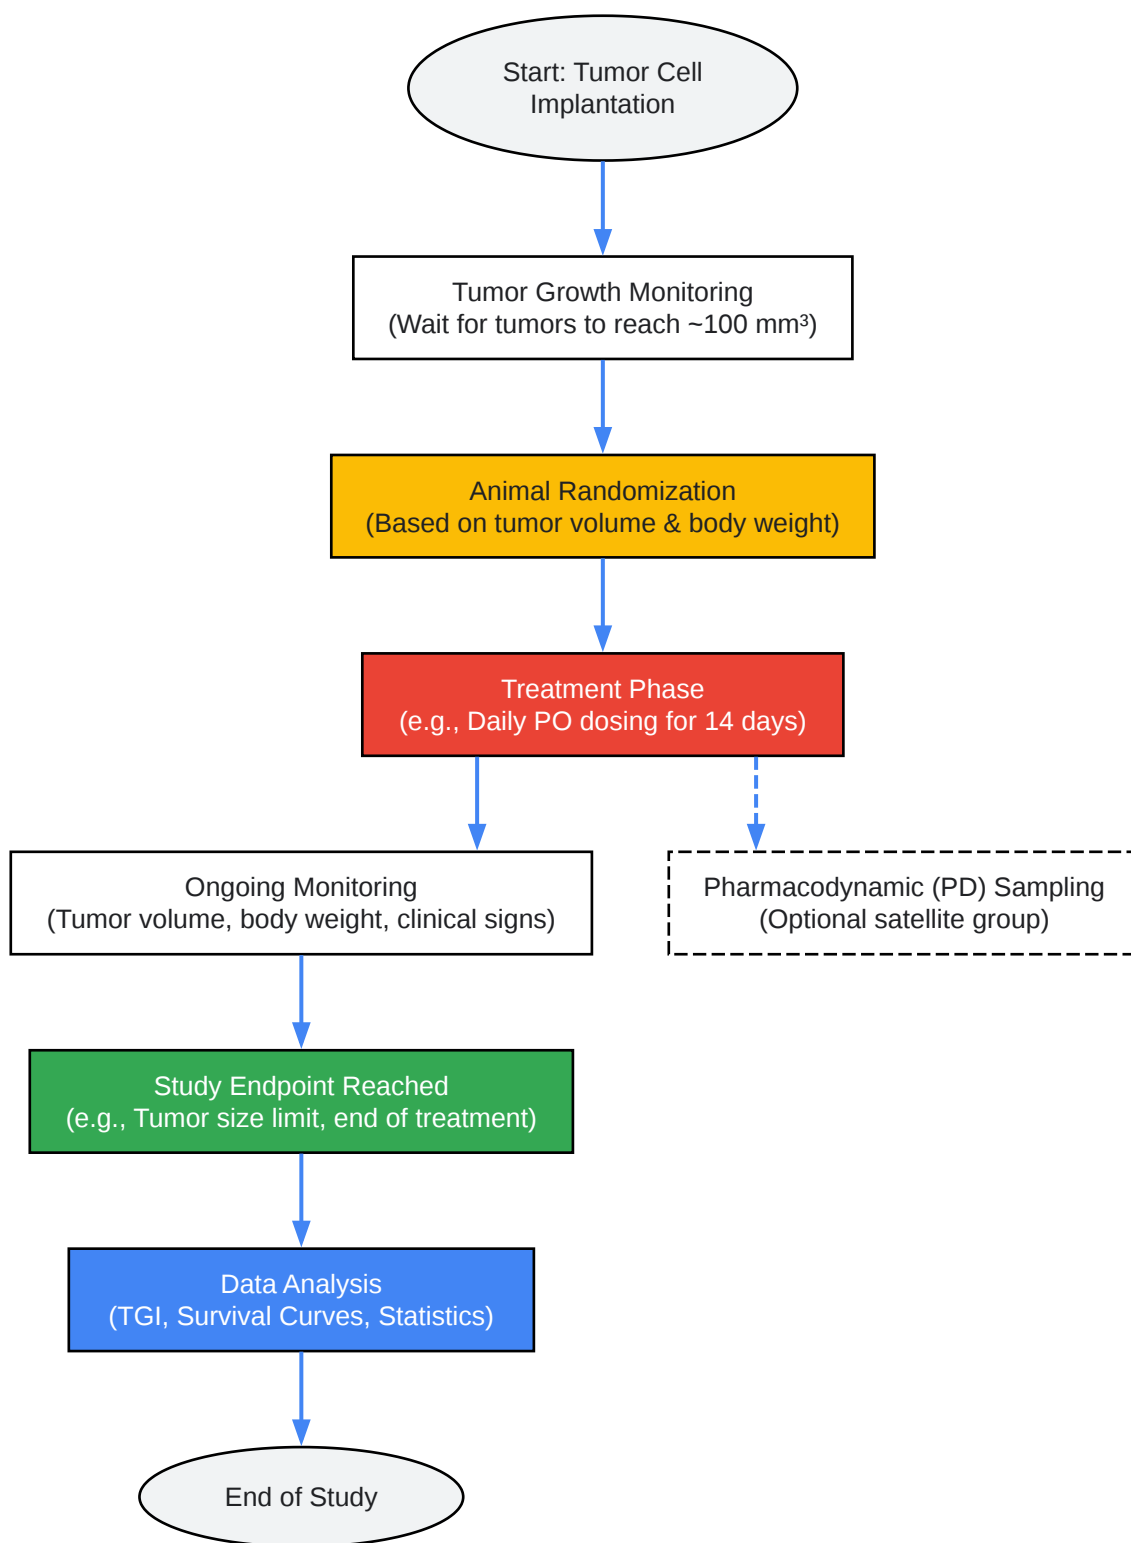 Start: Tumor Cell
Implantation
Tumor Growth Monitoring
(Wait for tumors to reach ~100 mm³)
Animal Randomization
(Based on tumor volume & body weight)
Treatment Phase
(e.g., Daily PO dosing for 14 days)
Ongoing Monitoring
(Tumor volume, body weight, clinical signs)
Pharmacodynamic (PD) Sampling
(Optional satellite group)
Study Endpoint Reached
(e.g., Tumor size limit, end of treatment)
Data Analysis
(TGI, Survival Curves, Statistics)
End of Study